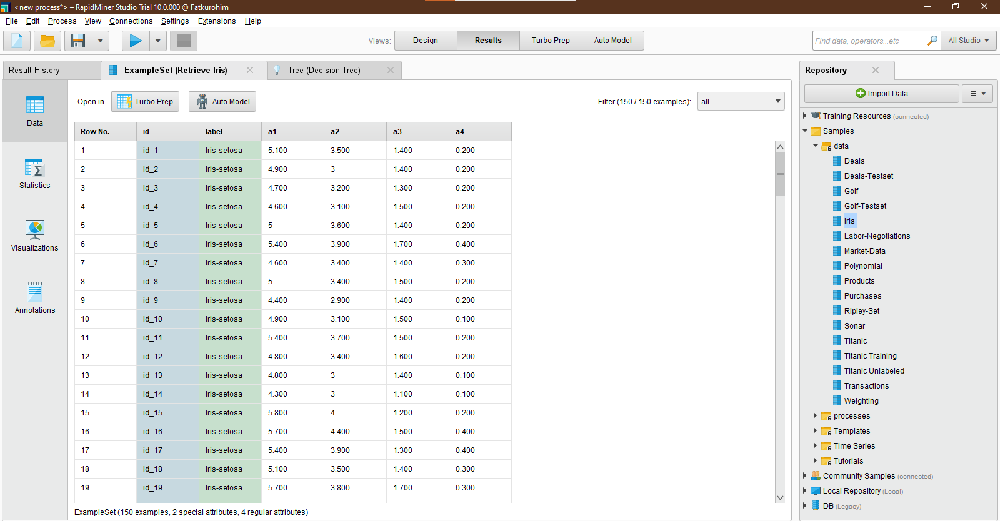 <new process*> – RapidMiner Studio Trial 10.0.000 @ Fatkurohim
File Edit Process View Connections Settings Extensions Help
Views: Design Results Turbo Prep Auto Model
Find data, operators...etc
All Studio
Result History
ExampleSet (Retrieve Iris)
Tree (Decision Tree)
Data
Statistics
Visualizations
Annotations
Open in Turbo Prep Auto Model
Filter (150 / 150 examples): all
Row No. id label a1 a2 a3 a4
1 id_1 Iris-setosa 5.100 3.500 1.400 0.200
2 id_2 Iris-setosa 4.900 3 1.400 0.200
3 id_3 Iris-setosa 4.700 3.200 1.300 0.200
4 id_4 Iris-setosa 4.600 3.100 1.500 0.200
5 id_5 Iris-setosa 5 3.600 1.400 0.200
6 id_6 Iris-setosa 5.400 3.900 1.700 0.400
7 id_7 Iris-setosa 4.600 3.400 1.400 0.300
8 id_8 Iris-setosa 5 3.400 1.500 0.200
9 id_9 Iris-setosa 4.400 2.900 1.400 0.200
10 id_10 Iris-setosa 4.900 3.100 1.500 0.100
11 id_11 Iris-setosa 5.400 3.700 1.500 0.200
12 id_12 Iris-setosa 4.800 3.400 1.600 0.200
13 id_13 Iris-setosa 4.800 3 1.400 0.100
14 id_14 Iris-setosa 4.300 3 1.100 0.100
15 id_15 Iris-setosa 5.800 4 1.200 0.200
16 id_16 Iris-setosa 5.700 4.400 1.500 0.400
17 id_17 Iris-setosa 5.400 3.900 1.300 0.400
18 id_18 Iris-setosa 5.100 3.500 1.400 0.300
19 id_19 Iris-setosa 5.700 3.800 1.700 0.300
ExampleSet (150 examples, 2 special attributes, 4 regular attributes)
Repository
Import Data
Training Resources (connected)
Samples
data
Deals
Deals-Testset
Golf
Golf-Testset
Iris
Labor-Negotiations
Market-Data
Polynomial
Products
Purchases
Ripley-Set
Sonar
Titanic
Titanic Training
Titanic Unlabeled
Transactions
Weighting
processes
Templates
Time Series
Tutorials
Community Samples (connected)
Local Repository (Local)
DB (Legacy)